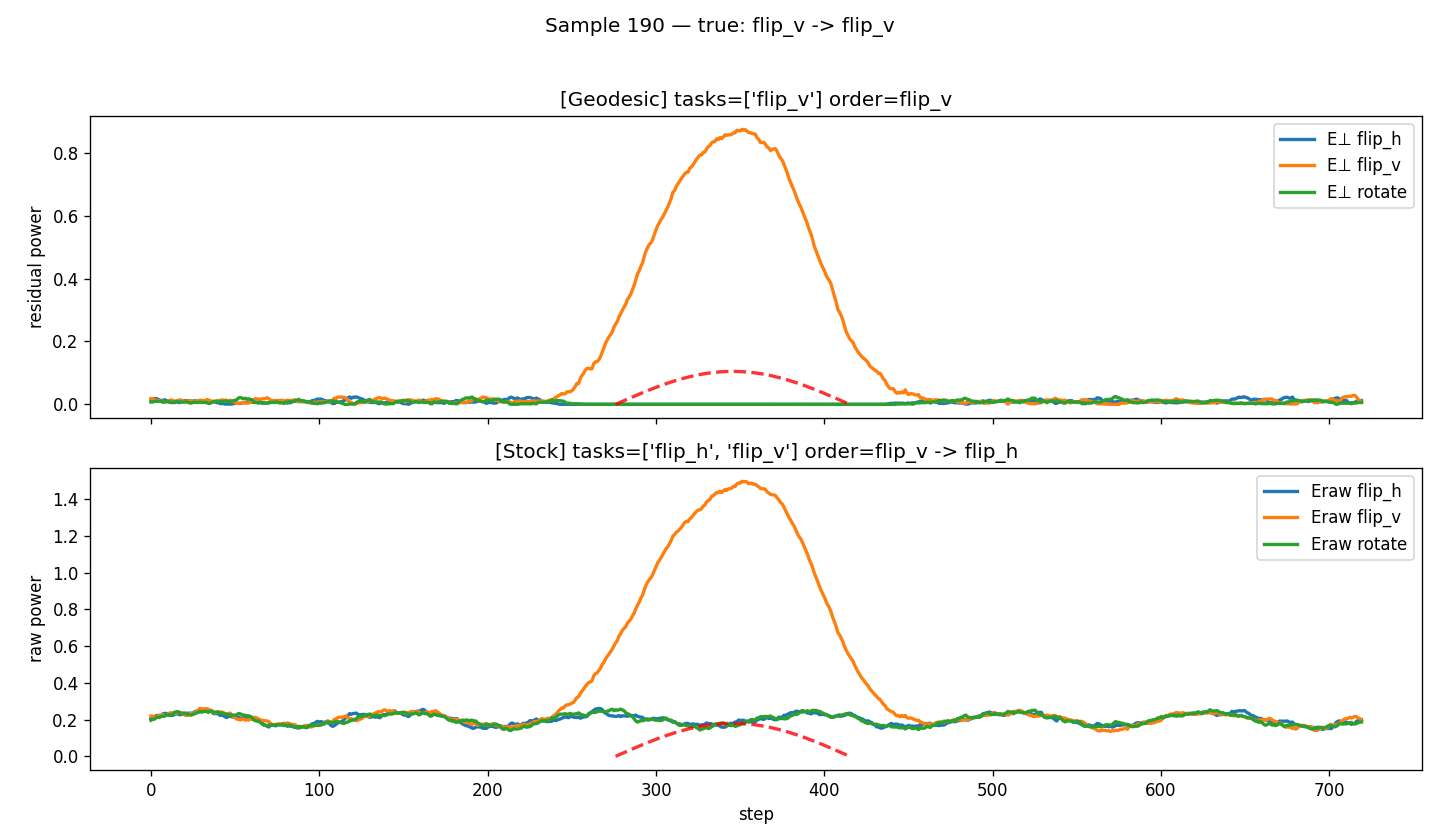 Sample 190 — true: flip_v -> flip_v
[Geodesic] tasks=['flip_v'] order=flip_v
residual power
0.8
0.6
0.4
0.2
0.0
E⊥ flip_h
E⊥ flip_v
E⊥ rotate
[Stock] tasks=['flip_h', 'flip_v'] order=flip_v -> flip_h
raw power
1.4
1.2
1.0
0.8
0.6
0.4
0.2
0.0
Eraw flip_h
Eraw flip_v
Eraw rotate
0 100 200 300 400 500 600 700
step